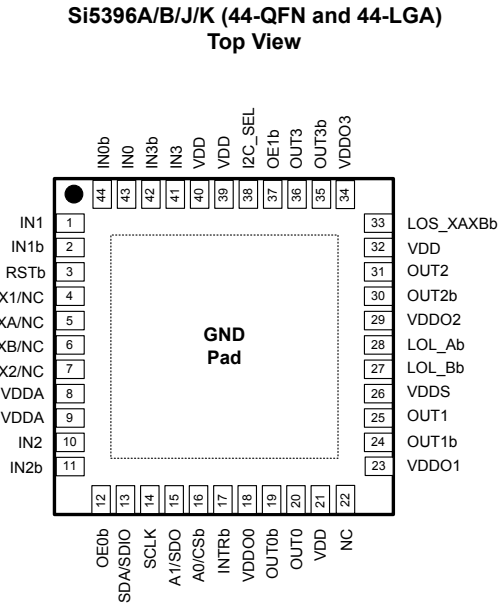 Si5396A/B/J/K (44-QFN and 44-LGA)
Top View
IN0b
IN0
IN3b
IN3
VDD
VDD
I2C_SEL
OE1b
OUT3
OUT3b
VDDO3
44
43
42
41
40
39
38
37
36
35
34
IN1 1
IN1b 2
RSTb 3
X1/NC 4
XA/NC 5
XB/NC 6
X2/NC 7
VDDA 8
VDDA 9
IN2 10
IN2b 11
GND
Pad
33 LOS_XAXBb
32 VDD
31 OUT2
30 OUT2b
29 VDDO2
28 LOL_Ab
27 LOL_Bb
26 VDDS
25 OUT1
24 OUT1b
23 VDDO1
12
13
14
15
16
17
18
19
20
21
22
OE0b
SDA/SDIO
SCLK
A1/SDO
A0/CSb
INTRb
VDDO0
OUT0b
OUT0
VDD
NC